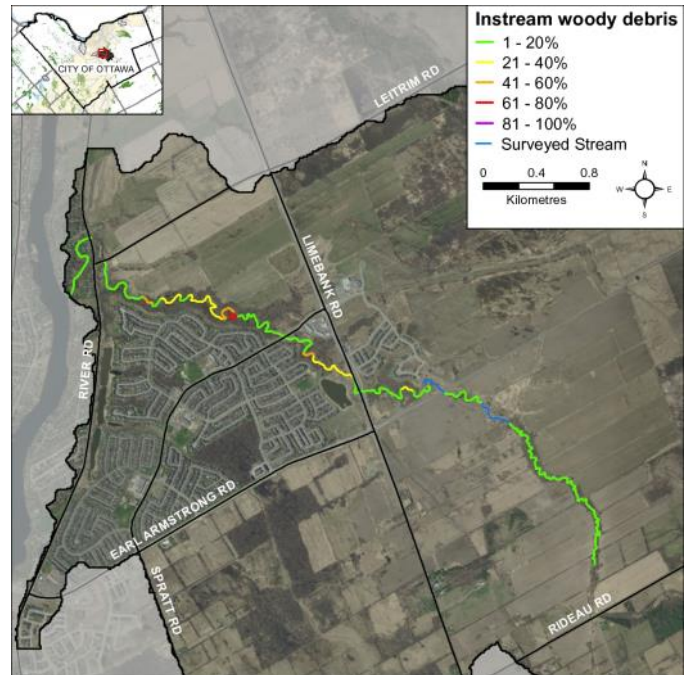 CITY OF OTTAWA
Instream woody debris
1 - 20%
21 - 40%
41 - 60%
61 - 80%
81 - 100%
Surveyed Stream
0 0.4 0.8
Kilometres
N
W E
S
LEITRIM RD
LIMEBANK RD
RIVER RD
EARL ARMSTRONG RD
SPRATT RD
RIDEAU RD